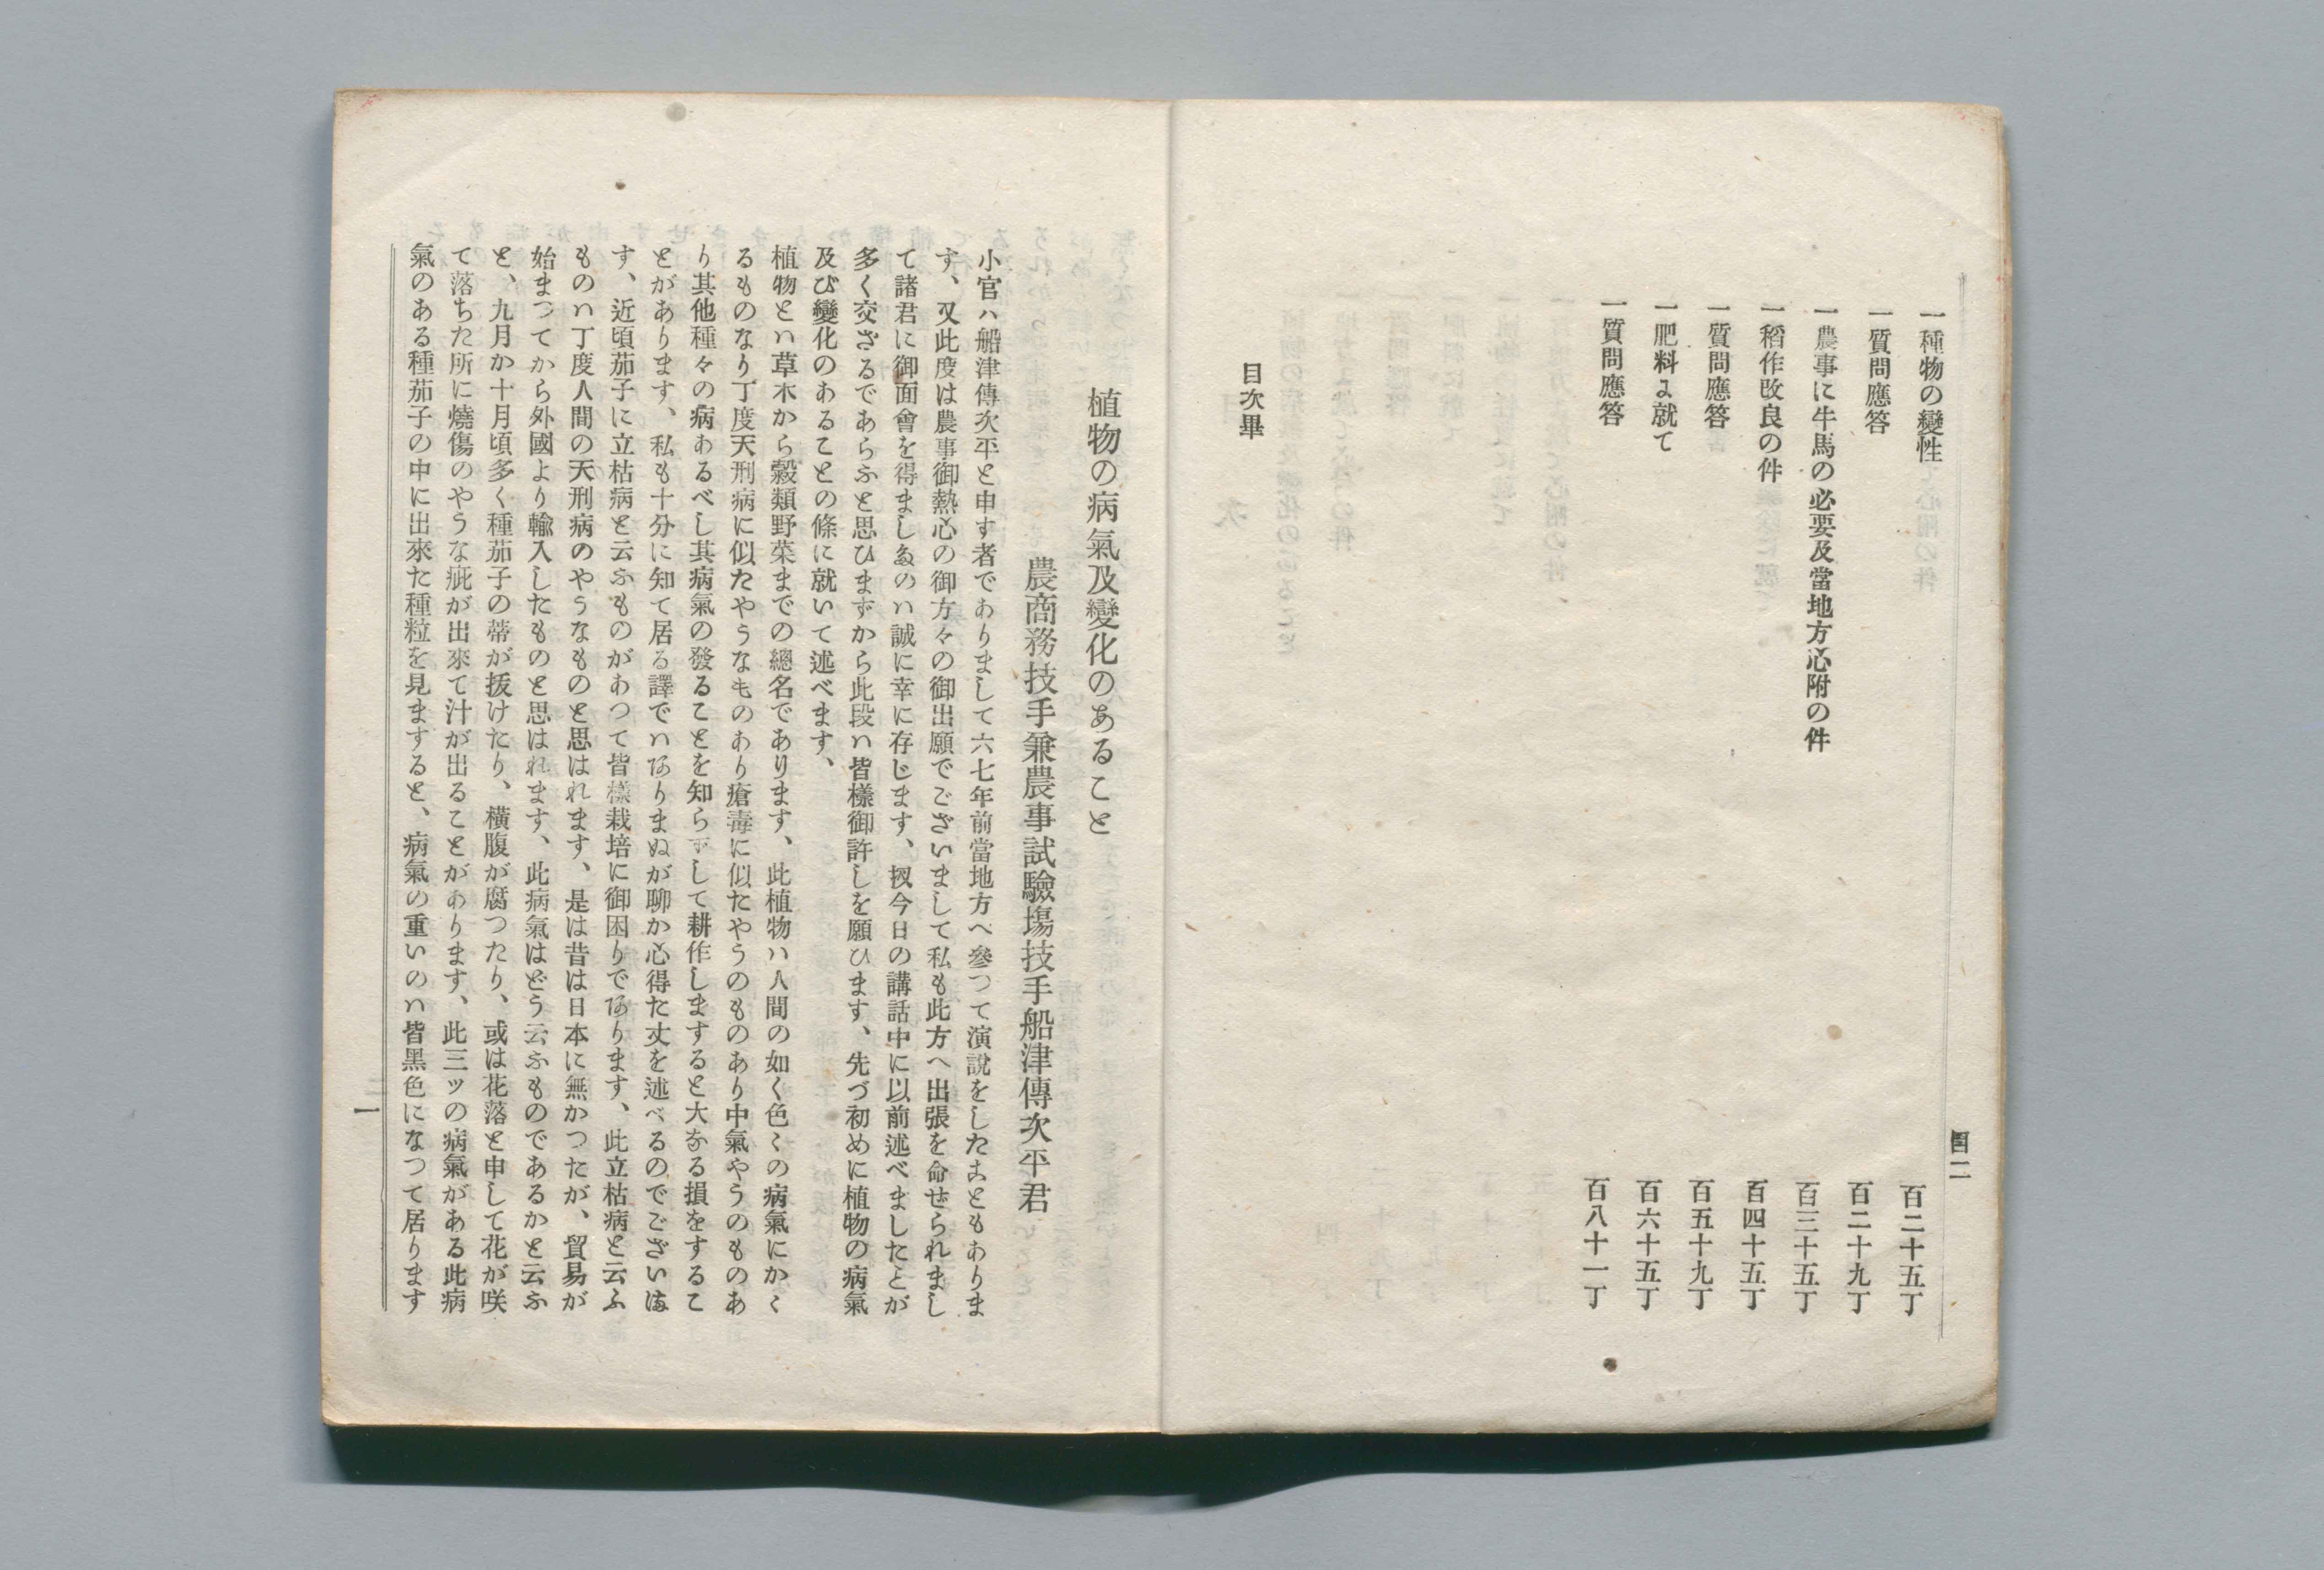 一種物の變性
百二十五丁
一質問應答
百二十九丁
一農事に牛馬の必要及當地方心附の件
百三十五丁
一稻作改良の件
百四十五丁
一質問應答
百五十九丁
一肥料よ就て
百六十五丁
一質問應答
百八十一丁
目次畢
目二
植物の病氣及變化のあること
農商務技手兼農事試驗塲技手船津傳次平君
小官ハ船津傳次平と申す者でありまして六七年前當地方へ參つて演說をしたこともありま
す、又此度は農事御熱心の御方々の御出願でございまして私も此方へ出張を命せられまし
て諸君に御面會を得ましたのハ誠に幸に存じます、扨今日の講話中に以前述べましたとが
多く交ざるであらふと思ひますから此段ハ皆樣御許しを願ひます、先づ初めに植物の病氣
及び變化のあることの條に就いて述べます、
植物とハ草木から穀類野菜までの總名であります、此植物ハ人間の如く色々の病氣にかゝ
るものなり丁度天刑病に似たやうなものあり瘡毒に似たやうのものあり中氣やうのものあ
り其他種々の病あるべし其病氣の發ることを知らずして耕作しますると大なる損をするこ
とがあります、私も十分に知て居る譯でハありまぬが聊か心得た丈を述べるのでございま
す、近頃茄子に立枯病と云ふものがあつて皆樣栽培に御困りであります、此立枯病と云ふ
ものハ丁度人間の天刑病のやうなものと思はれます、是は昔は日本に無かつたが、貿易が
始まつてから外國より輸入したものと思はれます、此病氣はどう云ふものであるかと云ふ
と、九月か十月頃多く種茄子の蔕が拔けたり、橫腹が腐つたり、或は花落と申して花が咲
て落ちた所に燒傷のやうな疵が出來て汁が出ることがあります、此三ツの病氣がある此病
氣のある種茄子の中に出來た種粒を見ますると、病氣の重いのハ皆黑色になつて居ります
一